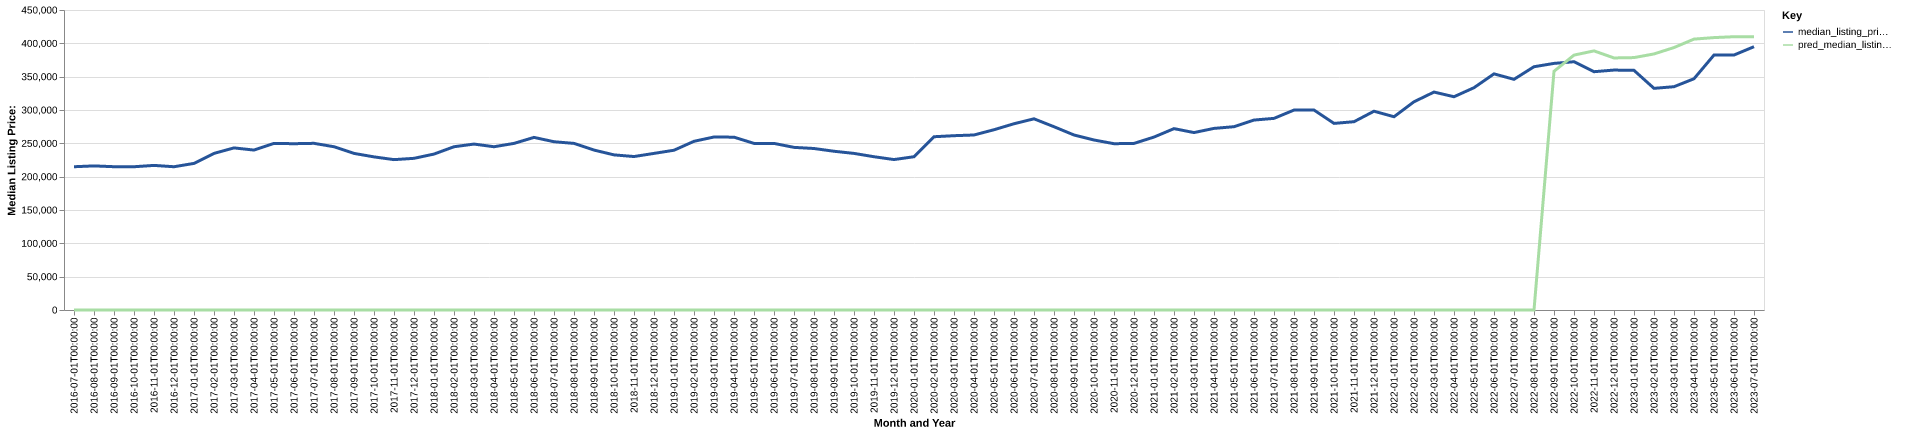 450,000
400,000
350,000
300,000
250,000
200,000
150,000
100,000
50,000
0
Median Listing Price:
2016-07-01T00:00:00
2016-08-01T00:00:00
2016-09-01T00:00:00
2016-10-01T00:00:00
2016-11-01T00:00:00
2016-12-01T00:00:00
2017-01-01T00:00:00
2017-02-01T00:00:00
2017-03-01T00:00:00
2017-04-01T00:00:00
2017-05-01T00:00:00
2017-06-01T00:00:00
2017-07-01T00:00:00
2017-08-01T00:00:00
2017-09-01T00:00:00
2017-10-01T00:00:00
2017-11-01T00:00:00
2017-12-01T00:00:00
2018-01-01T00:00:00
2018-02-01T00:00:00
2018-03-01T00:00:00
2018-04-01T00:00:00
2018-05-01T00:00:00
2018-06-01T00:00:00
2018-07-01T00:00:00
2018-08-01T00:00:00
2018-09-01T00:00:00
2018-10-01T00:00:00
2018-11-01T00:00:00
2018-12-01T00:00:00
2019-01-01T00:00:00
2019-02-01T00:00:00
2019-03-01T00:00:00
2019-04-01T00:00:00
2019-05-01T00:00:00
2019-06-01T00:00:00
2019-07-01T00:00:00
2019-08-01T00:00:00
2019-09-01T00:00:00
2019-10-01T00:00:00
2019-11-01T00:00:00
2019-12-01T00:00:00
2020-01-01T00:00:00
2020-02-01T00:00:00
2020-03-01T00:00:00
2020-04-01T00:00:00
2020-05-01T00:00:00
2020-06-01T00:00:00
2020-07-01T00:00:00
2020-08-01T00:00:00
2020-09-01T00:00:00
2020-10-01T00:00:00
2020-11-01T00:00:00
2020-12-01T00:00:00
2021-01-01T00:00:00
2021-02-01T00:00:00
2021-03-01T00:00:00
2021-04-01T00:00:00
2021-05-01T00:00:00
2021-06-01T00:00:00
2021-07-01T00:00:00
2021-08-01T00:00:00
2021-09-01T00:00:00
2021-10-01T00:00:00
2021-11-01T00:00:00
2021-12-01T00:00:00
2022-01-01T00:00:00
2022-02-01T00:00:00
2022-03-01T00:00:00
2022-04-01T00:00:00
2022-05-01T00:00:00
2022-06-01T00:00:00
2022-07-01T00:00:00
2022-08-01T00:00:00
2022-09-01T00:00:00
2022-10-01T00:00:00
2022-11-01T00:00:00
2022-12-01T00:00:00
2023-01-01T00:00:00
2023-02-01T00:00:00
2023-03-01T00:00:00
2023-04-01T00:00:00
2023-05-01T00:00:00
2023-06-01T00:00:00
2023-07-01T00:00:00
Month and Year
Key
median_listing_pri…
pred_median_listin…